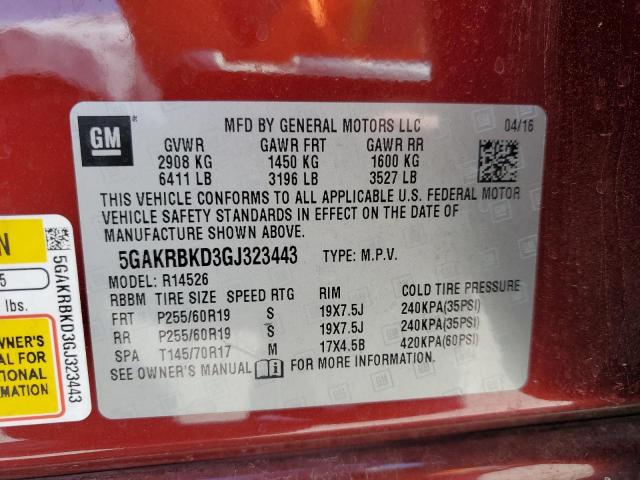 GM
MFD BY GENERAL MOTORS LLC 04/16
GVWR GAWR FRT GAWR RR
2908 KG 1450 KG 1600 KG
6411 LB 3196 LB 3527 LB
THIS VEHICLE CONFORMS TO ALL APPLICABLE U.S. FEDERAL MOTOR
VEHICLE SAFETY STANDARDS IN EFFECT ON THE DATE OF
MANUFACTURE SHOWN ABOVE.
5GAKRBKD3GJ323443 TYPE: M.P.V.
MODEL: R14526
RBBM TIRE SIZE SPEED RTG RIM COLD TIRE PRESSURE
FRT P255/60R19 S 19X7.5J 240KPA(35PSI)
RR P255/60R19 S 19X7.5J 240KPA(35PSI)
SPA T145/70R17 M 17X4.5B 420KPA(60PSI)
SEE OWNER'S MANUAL FOR MORE INFORMATION.
N
5
lbs.
OWNER'S
AL FOR
TIONAL
MATION
5GAKRBKD3GJ323443